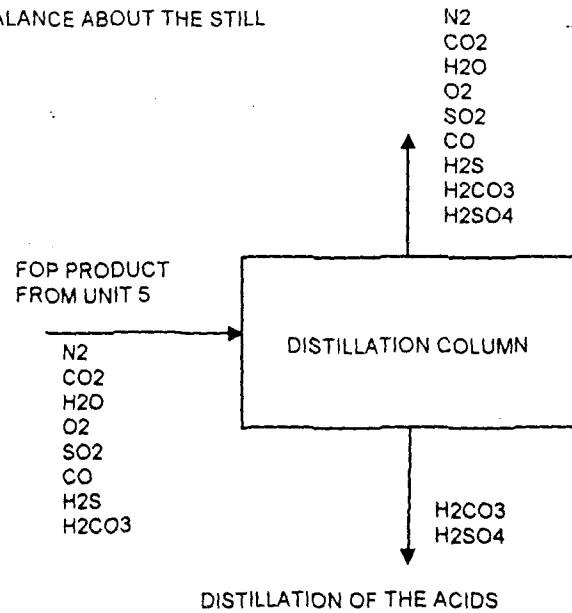 ALANCE ABOUT THE STILL
N2
CO2
H2O
O2
SO2
CO
H2S
H2CO3
H2SO4
FOP PRODUCT
FROM UNIT 5
DISTILLATION COLUMN
N2
CO2
H2O
O2
SO2
CO
H2S
H2CO3
H2CO3
H2SO4
DISTILLATION OF THE ACIDS